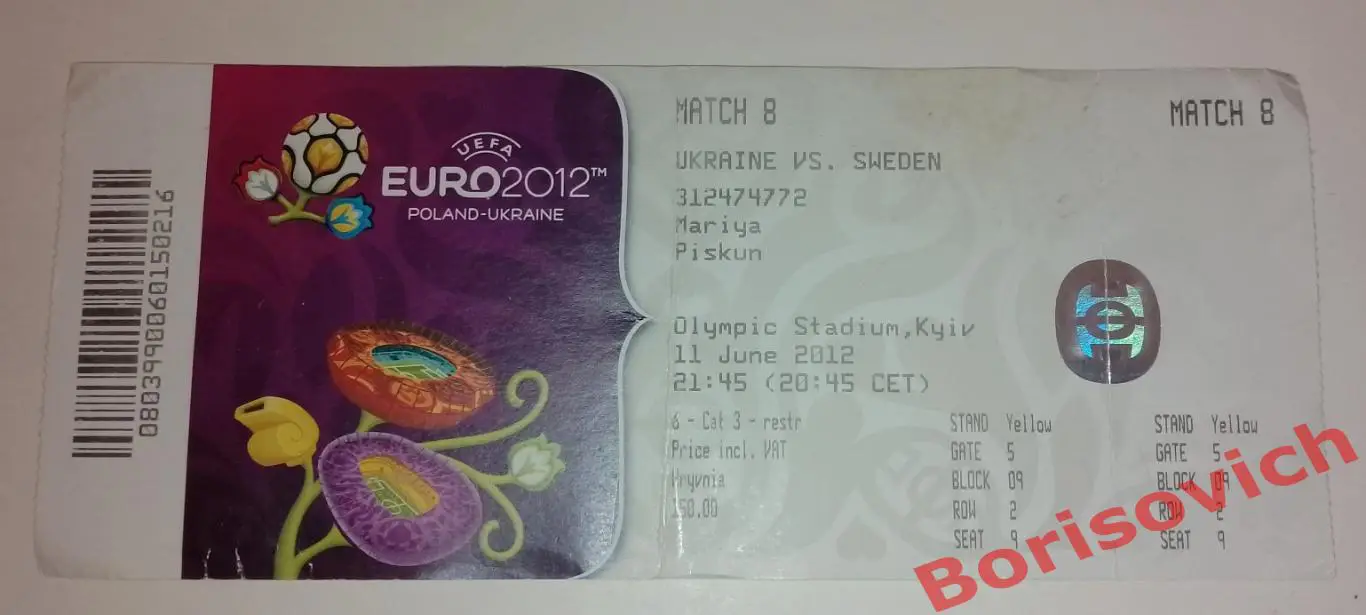 0803990060150216
UEFA
EURO2012™
POLAND-UKRAINE
MATCH 8
UKRAINE VS. SWEDEN
312474772
Mariya
Piskun
Olympic Stadium,Kyiv
11 June 2012
21:45 (20:45 CET)
6 - Cat 3 - restr
Price incl. VAT
Hryvnia
150.00
STAND Yellow
GATE 5
BLOCK 09
ROW 2
SEAT 9
MATCH 8
STAND Yellow
GATE 5
BLOCK 09
ROW 2
SEAT 9
Borisovich